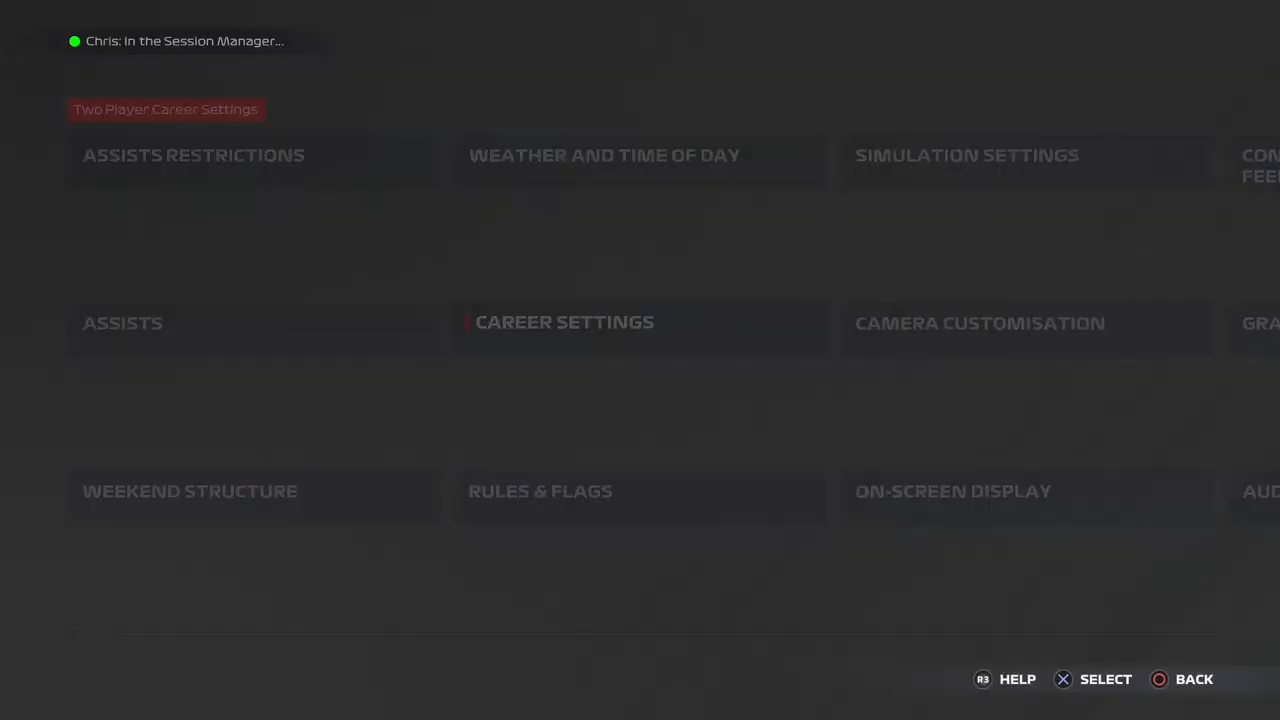 Chris: In the Session Manager...
Two Player Career Settings
ASSISTS RESTRICTIONS
WEATHER AND TIME OF DAY
SIMULATION SETTINGS
ASSISTS
CAREER SETTINGS
CAMERA CUSTOMISATION
WEEKEND STRUCTURE
RULES & FLAGS
ON-SCREEN DISPLAY
R3 HELP
SELECT
BACK